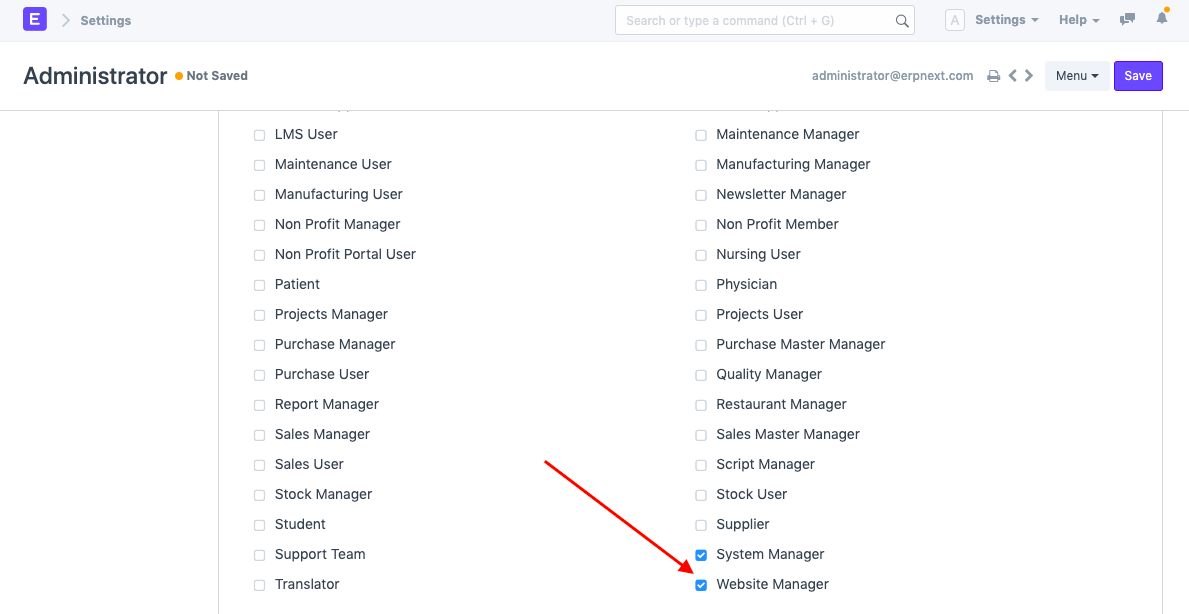 E Settings Search or type a command (Ctrl + G) A Settings Help
Administrator Not Saved administrator@erpnext.com Menu Save
LMS User Maintenance Manager
Maintenance User Manufacturing Manager
Manufacturing User Newsletter Manager
Non Profit Manager Non Profit Member
Non Profit Portal User Nursing User
Patient Physician
Projects Manager Projects User
Purchase Manager Purchase Master Manager
Purchase User Quality Manager
Report Manager Restaurant Manager
Sales Manager Sales Master Manager
Sales User Script Manager
Stock Manager Stock User
Student Supplier
Support Team System Manager
Translator Website Manager